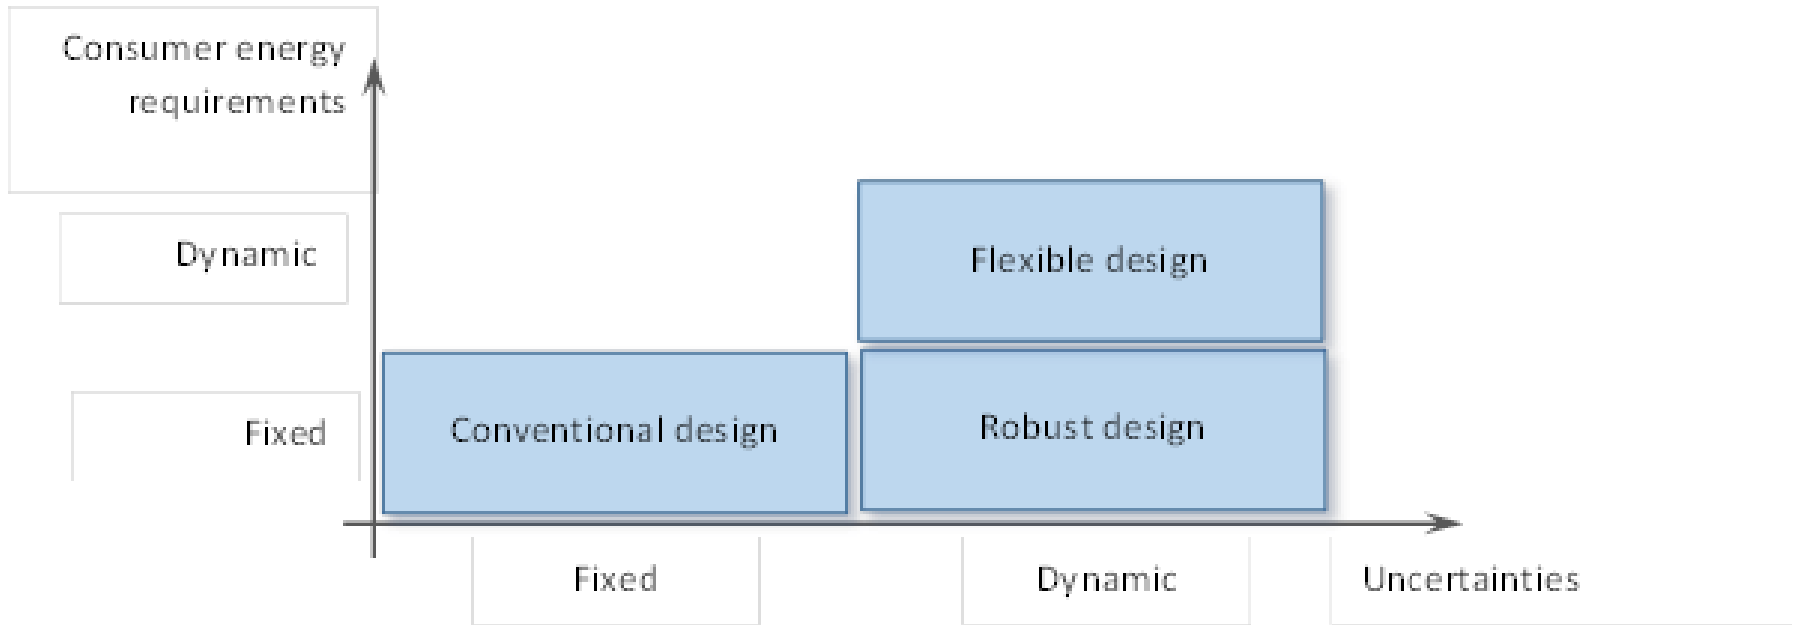 Consumer energy
requirements
Dynamic
Flexible design
Fixed
Conventional design
Robust design
Fixed
Dynamic
Uncertainties